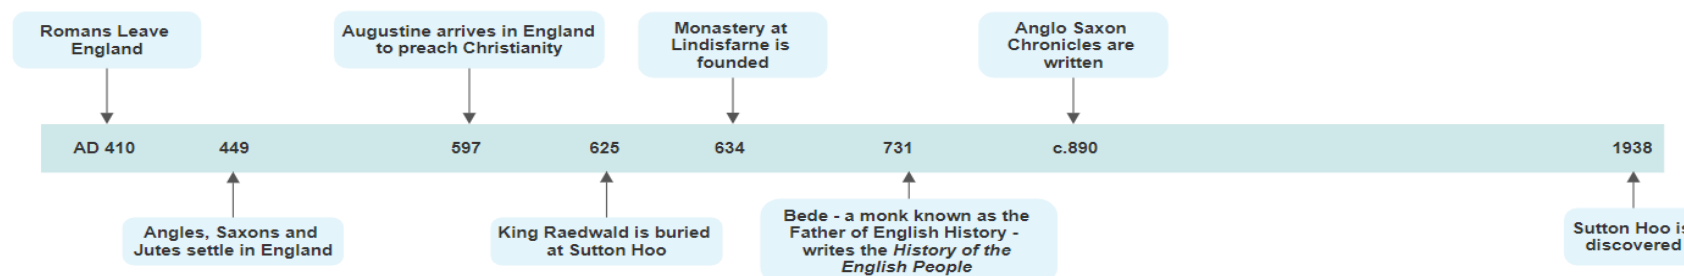 Romans Leave
England
Augustine arrives in England
to preach Christianity
Monastery at
Lindisfarne is
founded
Anglo Saxon
Chronicles are
written
AD 410
449
597
625
634
731
c.890
1938
Angles, Saxons and
Jutes settle in England
King Raedwald is buried
at Sutton Hoo
Bede - a monk known as the
Father of English History -
writes the History of the
English People
Sutton Hoo is
discovered